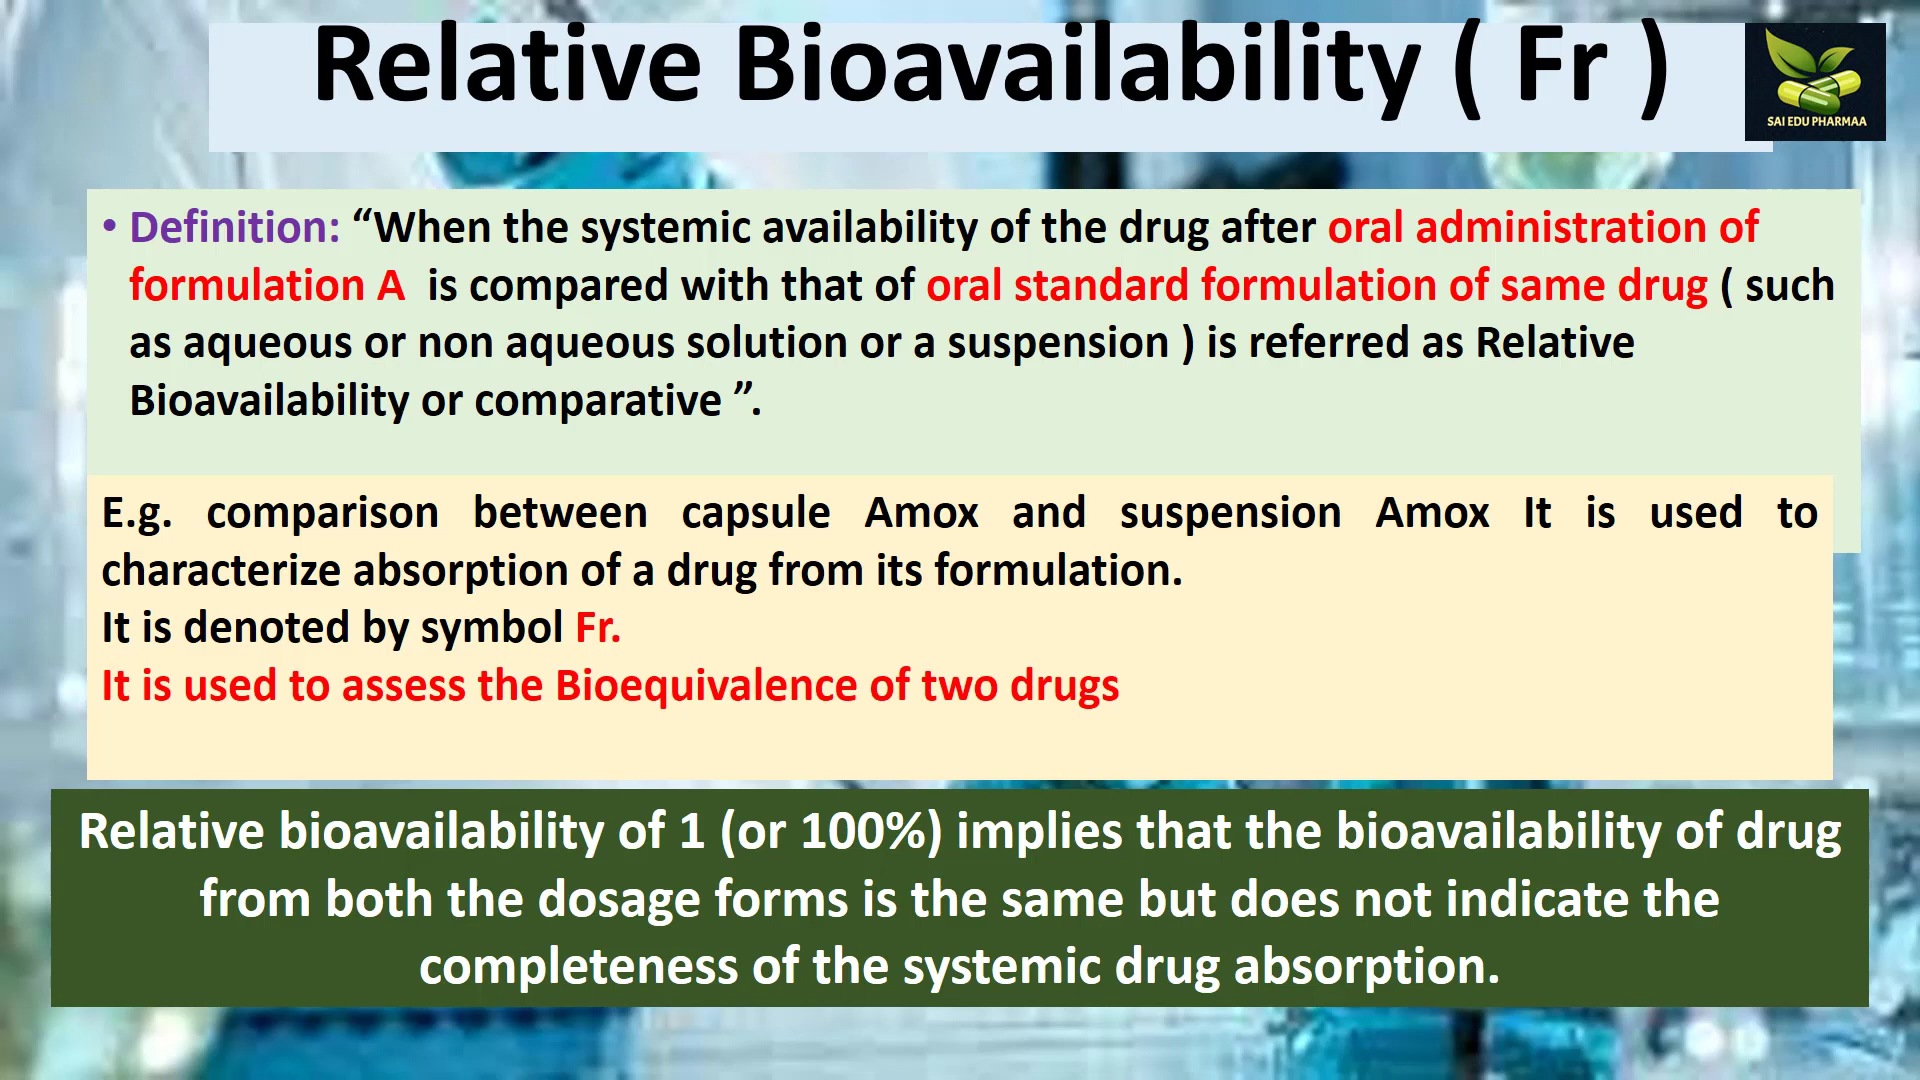 Relative Bioavailability ( Fr )
SAI EDU PHARMAA
• Definition: “When the systemic availability of the drug after oral administration of
formulation A is compared with that of oral standard formulation of same drug ( such
as aqueous or non aqueous solution or a suspension ) is referred as Relative
Bioavailability or comparative ”.
E.g. comparison between capsule Amox and suspension Amox It is used to
characterize absorption of a drug from its formulation.
It is denoted by symbol Fr.
It is used to assess the Bioequivalence of two drugs
Relative bioavailability of 1 (or 100%) implies that the bioavailability of drug
from both the dosage forms is the same but does not indicate the
completeness of the systemic drug absorption.